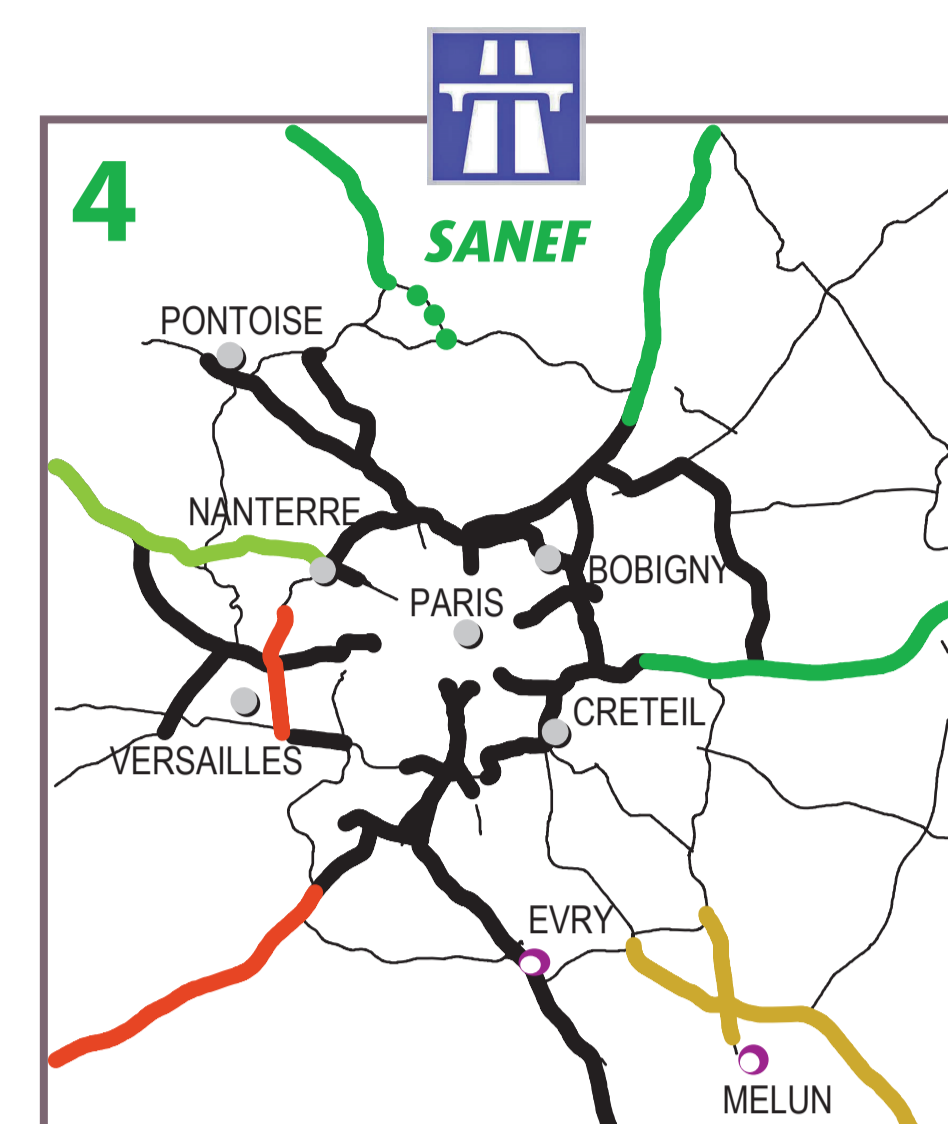 4
SANEF
PONTOISE
NANTERRE
BOBIGNY
PARIS
CRETEIL
VERSAILLES
EVRY
MELUN